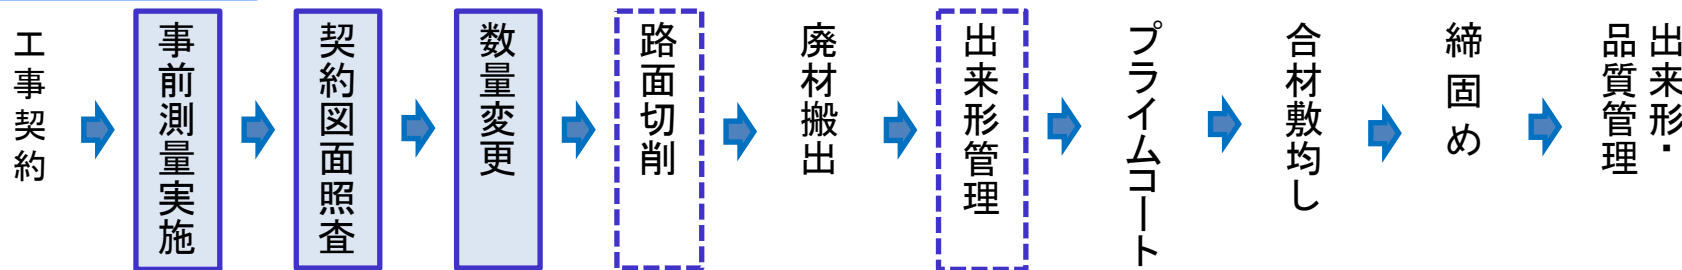 工事契約
事前測量実施
契約図面照査
数量変更
路面切削
廃材搬出
出来形管理
プライムコート
合材敷均し
締固め
出来形・
品質管理